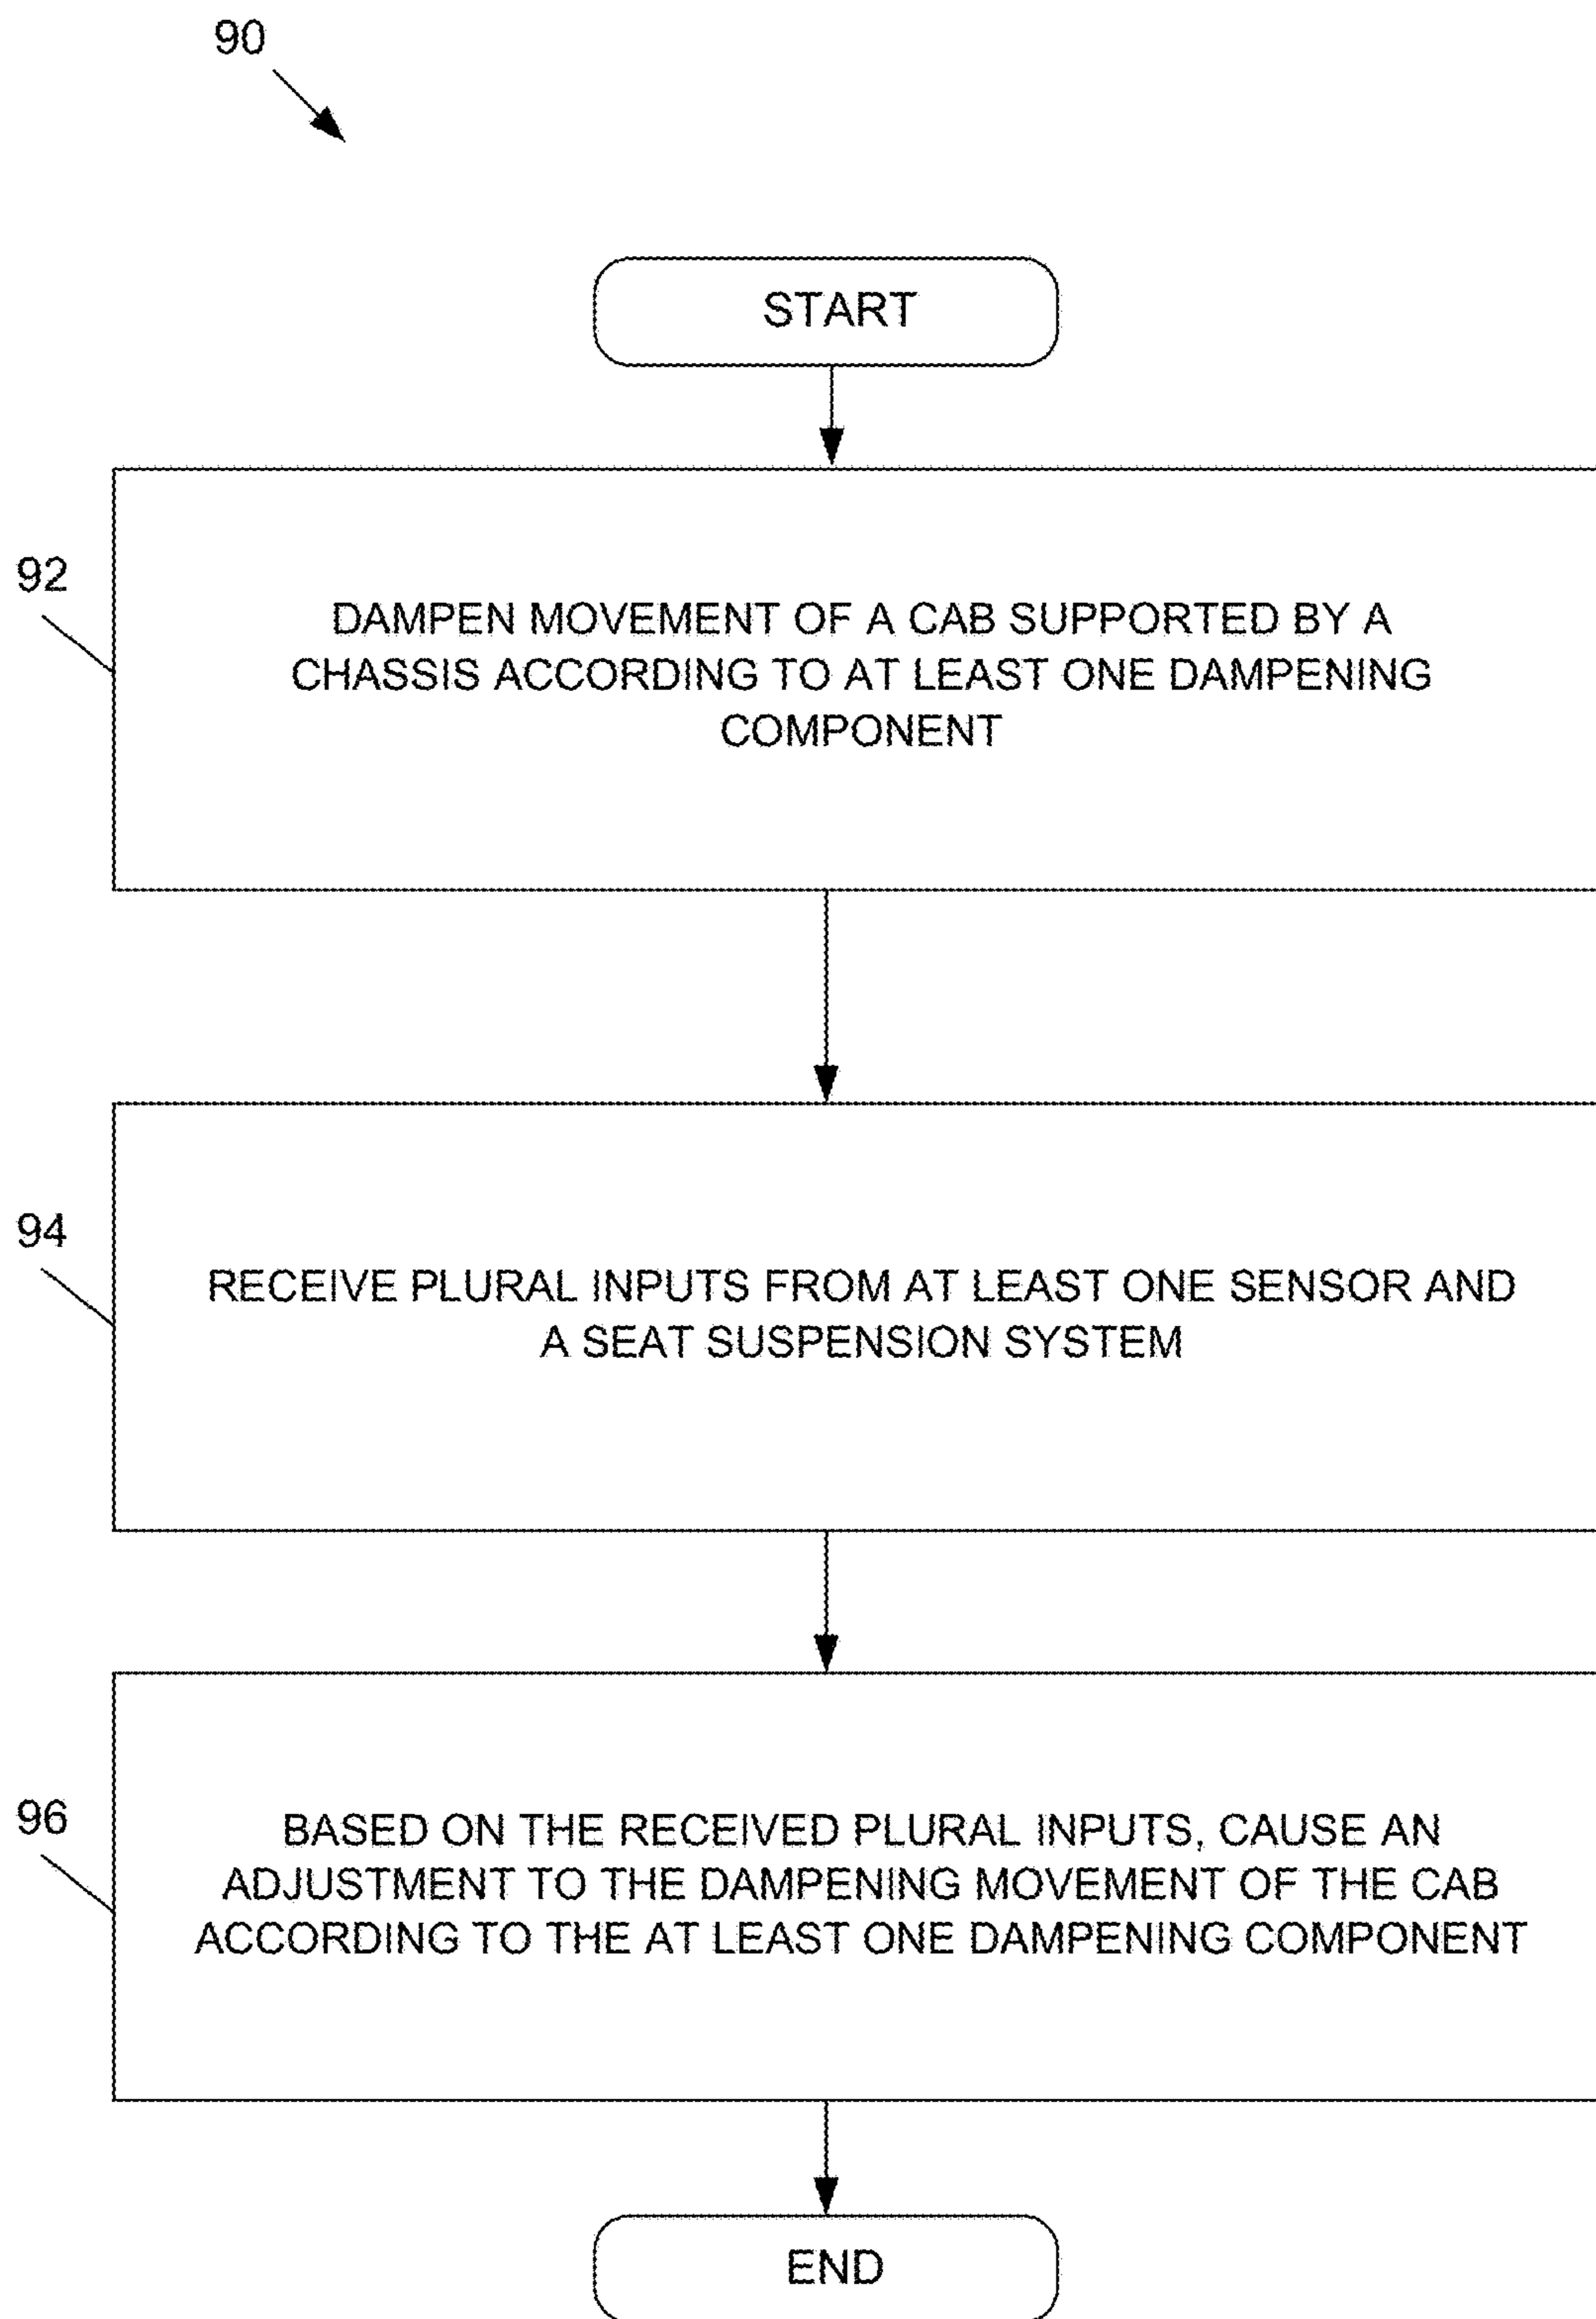 90
START
92
DAMPEN MOVEMENT OF A CAB SUPPORTED BY A
CHASSIS ACCORDING TO AT LEAST ONE DAMPENING
COMPONENT
94
RECEIVE PLURAL INPUTS FROM AT LEAST ONE SENSOR AND
A SEAT SUSPENSION SYSTEM
96
BASED ON THE RECEIVED PLURAL INPUTS, CAUSE AN
ADJUSTMENT TO THE DAMPENING MOVEMENT OF THE CAB
ACCORDING TO THE AT LEAST ONE DAMPENING COMPONENT
END